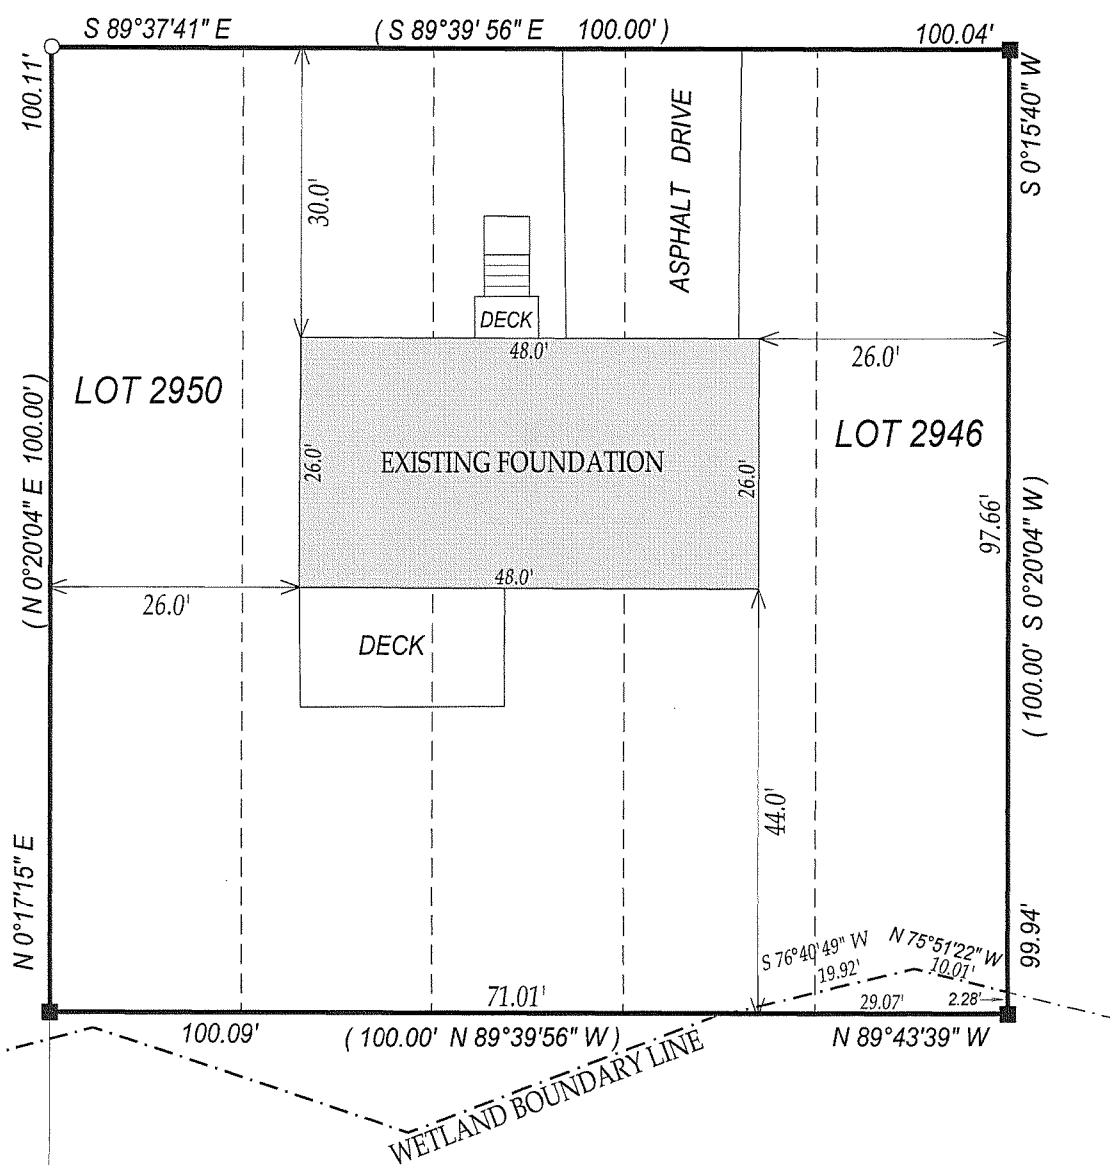 S 89°37'41" E ( S 89°39' 56" E 100.00' ) 100.04'
100.11'
S 0°15'40" W
ASPHALT DRIVE
30.0'
DECK
48.0'
26.0'
LOT 2950
LOT 2946
( N 0°20'04" E 100.00' )
26.0'
EXISTING FOUNDATION
26.0'
97.66'
( 100.00' S 0°20'04" W )
48.0'
26.0'
DECK
44.0'
N 0°17'15" E
99.94'
S 76°40'49" W
19.92'
N 75°51'22" W
10.01'
71.01'
29.07'
2.28'
100.09' ( 100.00' N 89°39'56" W ) N 89°43'39" W
WETLAND BOUNDARY LINE